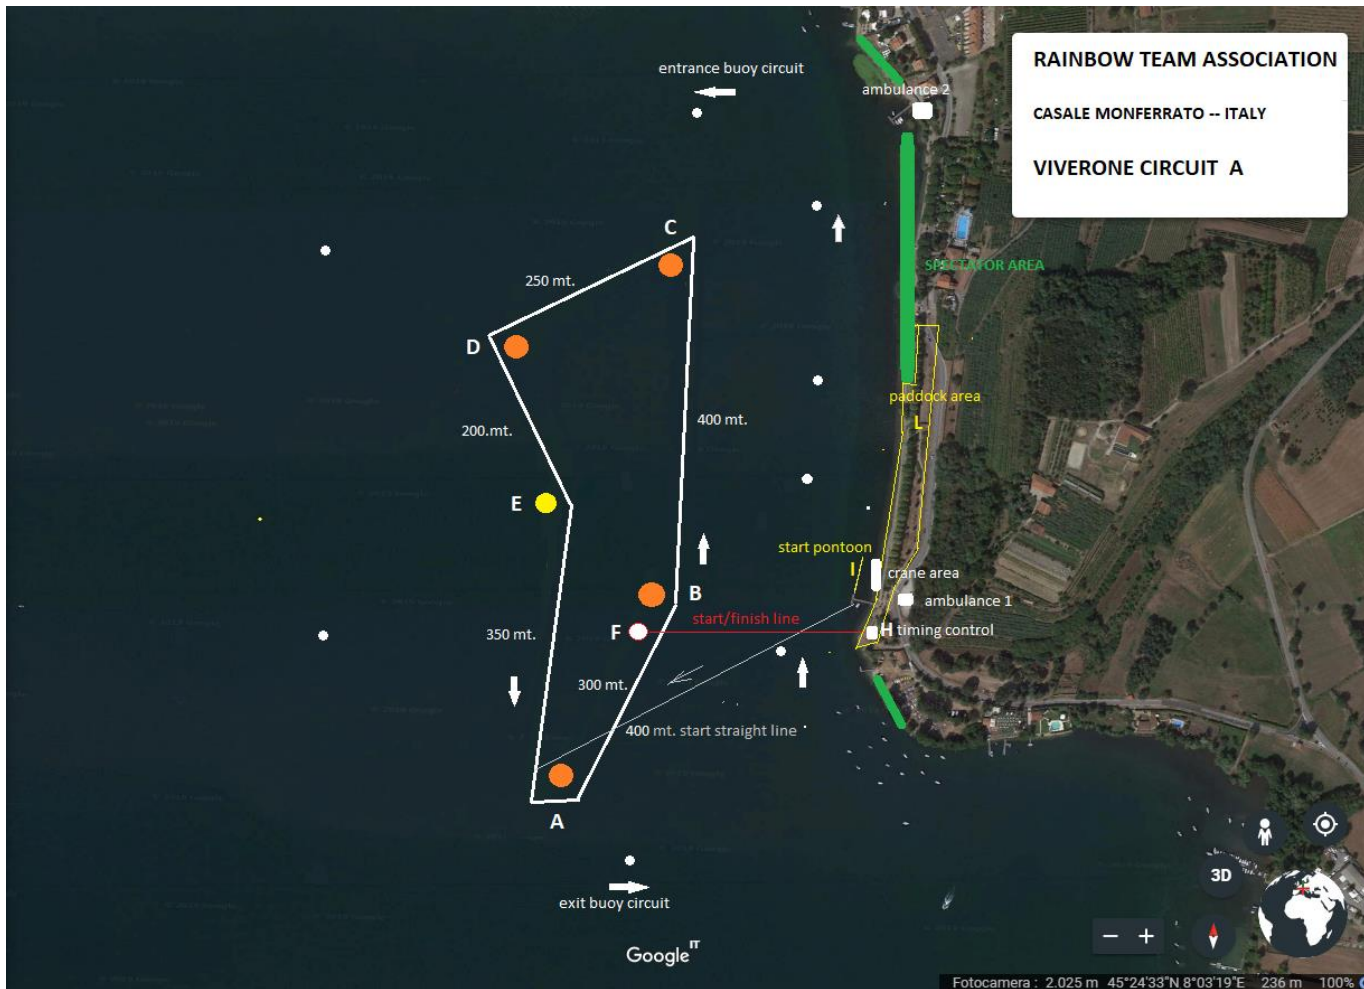 RAINBOW TEAM ASSOCIATION
CASALE MONFERRATO -- ITALY
VIVERONE CIRCUIT A
entrance buoy circuit
ambulance 2
C
SPECTATOR AREA
250 mt.
D
paddock area
L
400 mt.
200.mt.
E
start pontoon
I
crane area
B
ambulance 1
start/finish line
F
H timing control
350 mt.
300 mt.
400 mt. start straight line
A
exit buoy circuit
3D
Google IT
Fotocamera : 2.025 m 45°24'33"N 8°03'19"E 236 m 100%